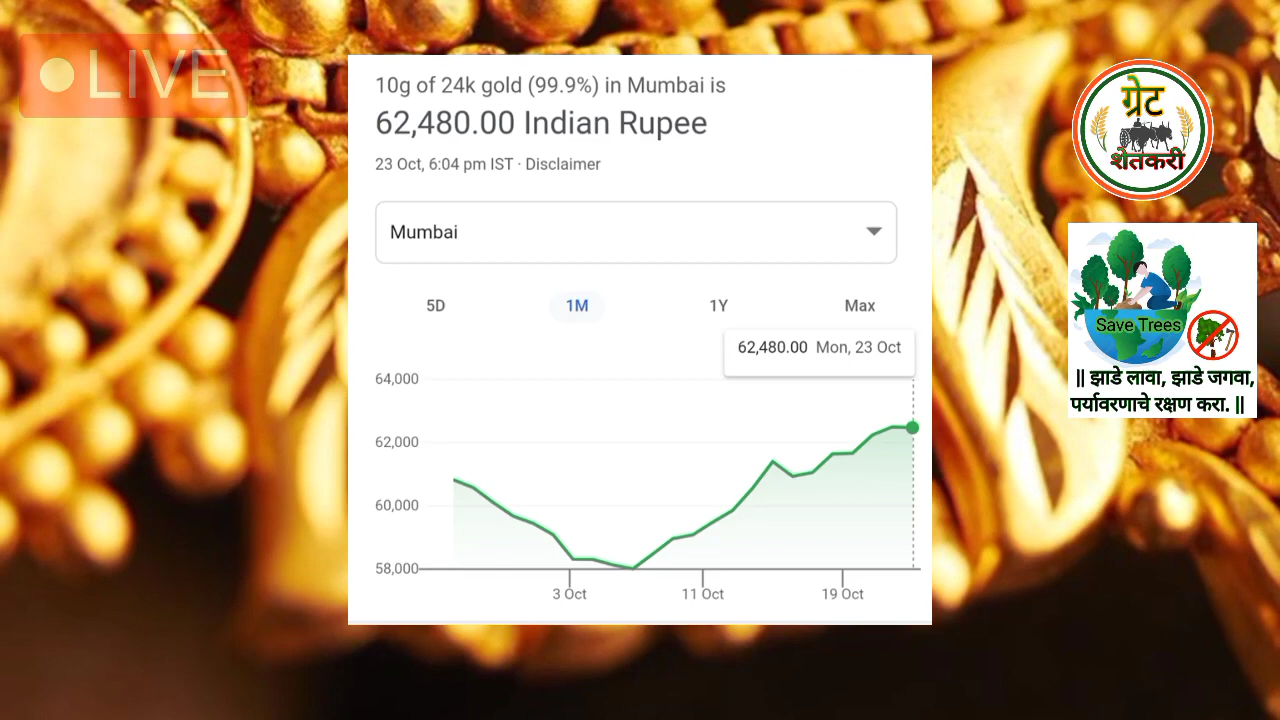 LIVE
10g of 24k gold (99.9%) in Mumbai is
62,480.00 Indian Rupee
23 Oct, 6:04 pm IST · Disclaimer
Mumbai
5D 1M 1Y Max
62,480.00 Mon, 23 Oct
64,000
62,000
60,000
58,000
3 Oct 11 Oct 19 Oct
ग्रेट
शेतकरी
Save Trees
|| झाडे लावा, झाडे जगवा,
पर्यावरणाचे रक्षण करा. ||